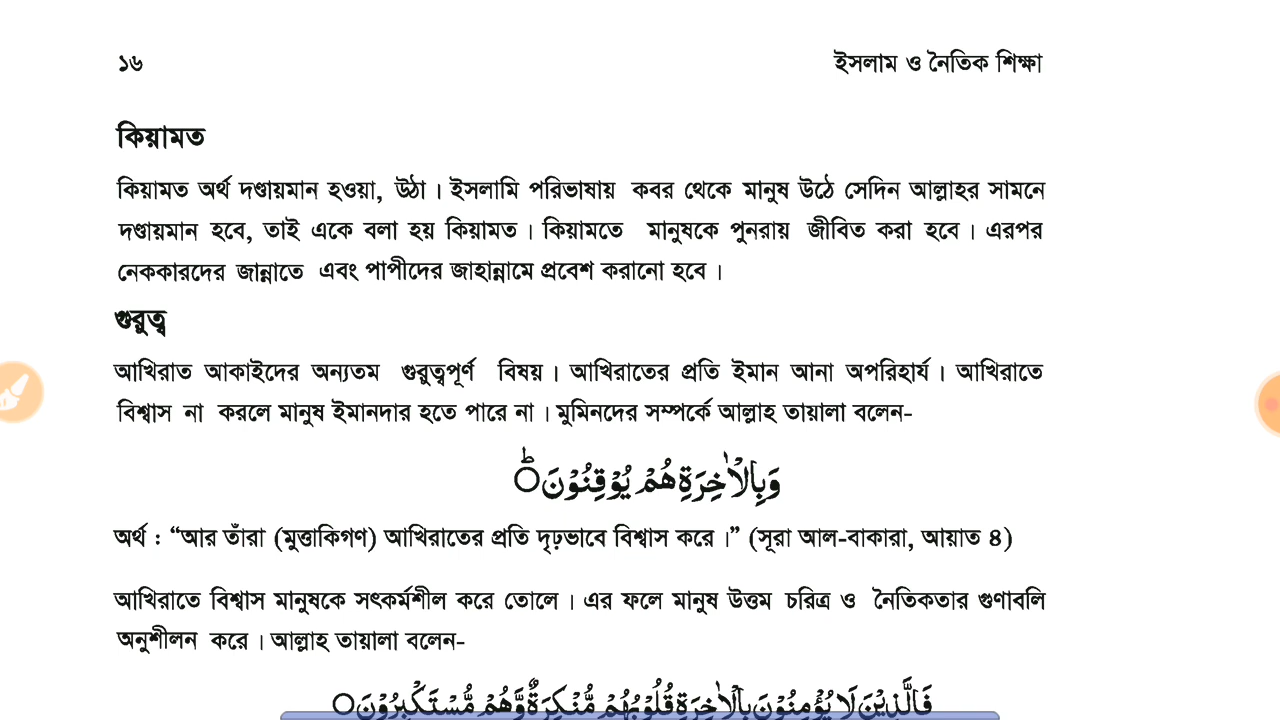 ১৬ ইসলাম ও নৈতিক শিক্ষা
কিয়ামত
কিয়ামত অর্থ দণ্ডায়মান হওয়া, উঠা। ইসলামি পরিভাষায় কবর থেকে মানুষ উঠে সেদিন আল্লাহর সামনে
দণ্ডায়মান হবে, তাই একে বলা হয় কিয়ামত। কিয়ামতে মানুষকে পুনরায় জীবিত করা হবে। এরপর
নেককারদের জান্নাতে এবং পাপীদের জাহান্নামে প্রবেশ করানো হবে।
গুরুত্ব
আখিরাত আকাইদের অন্যতম গুরুত্বপূর্ণ বিষয়। আখিরাতের প্রতি ইমান আনা অপরিহার্য। আখিরাতে
বিশ্বাস না করলে মানুষ ইমানদার হতে পারে না। মুমিনদের সম্পর্কে আল্লাহ তায়ালা বলেন-
وَبِالْاٰخِرَةِ هُمْ يُوْقِنُوْنَ ؕ○
অর্থ : “আর তাঁরা (মুত্তাকিগণ) আখিরাতের প্রতি দৃঢ়ভাবে বিশ্বাস করে।” (সূরা আল-বাকারা, আয়াত ৪)
আখিরাতে বিশ্বাস মানুষকে সৎকর্মশীল করে তোলে। এর ফলে মানুষ উত্তম চরিত্র ও নৈতিকতার গুণাবলি
অনুশীলন করে। আল্লাহ তায়ালা বলেন-
فَالَّذِيْنَ لَا يُؤْمِنُوْنَ بِالْاٰخِرَةِ قُلُوْبُهُمْ مُّنْكِرَةٌ وَّهُمْ مُّسْتَكْبِرُوْنَ ○